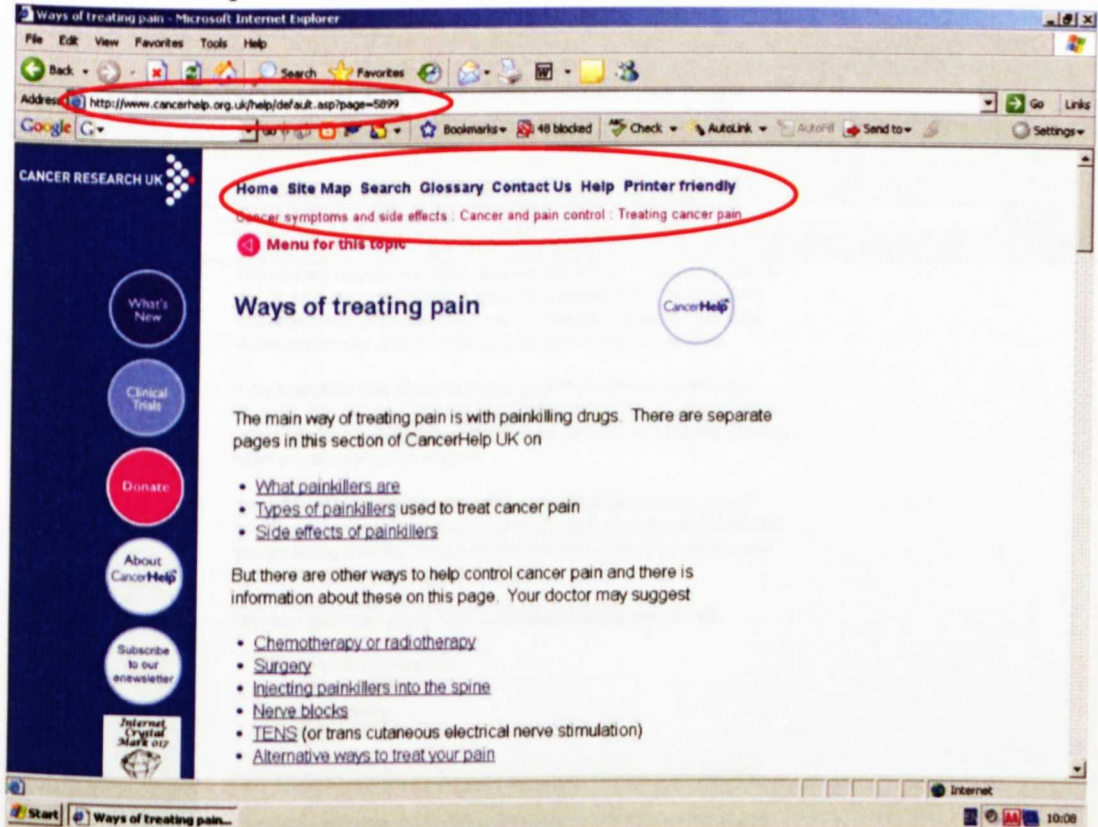 Ways of treating pain - Microsoft Internet Explorer
File Edit View Favorites Tools Help
Back Search Favorites
Address http://www.cancerhelp.org.uk/help/default.asp?page=5899 Go Links
Google G Bookmarks 48 blocked Check AutoLink AutoFill Send to Settings
CANCER RESEARCH UK
Home Site Map Search Glossary Contact Us Help Printer friendly
Cancer symptoms and side effects : Cancer and pain control : Treating cancer pain
Menu for this topic
What's
New
Ways of treating pain
CancerHelp
Clinical
Trials
The main way of treating pain is with painkilling drugs. There are separate
pages in this section of CancerHelp UK on
Donate
• What painkillers are
• Types of painkillers used to treat cancer pain
• Side effects of painkillers
About
CancerHelp
But there are other ways to help control cancer pain and there is
information about these on this page. Your doctor may suggest
Subscribe
to our
enewsletter
• Chemotherapy or radiotherapy
• Surgery
• Injecting painkillers into the spine
• Nerve blocks
• TENS (or trans cutaneous electrical nerve stimulation)
• Alternative ways to treat your pain
Internet
Crystal
Mark 017
Internet
Start Ways of treating pain... 10:08